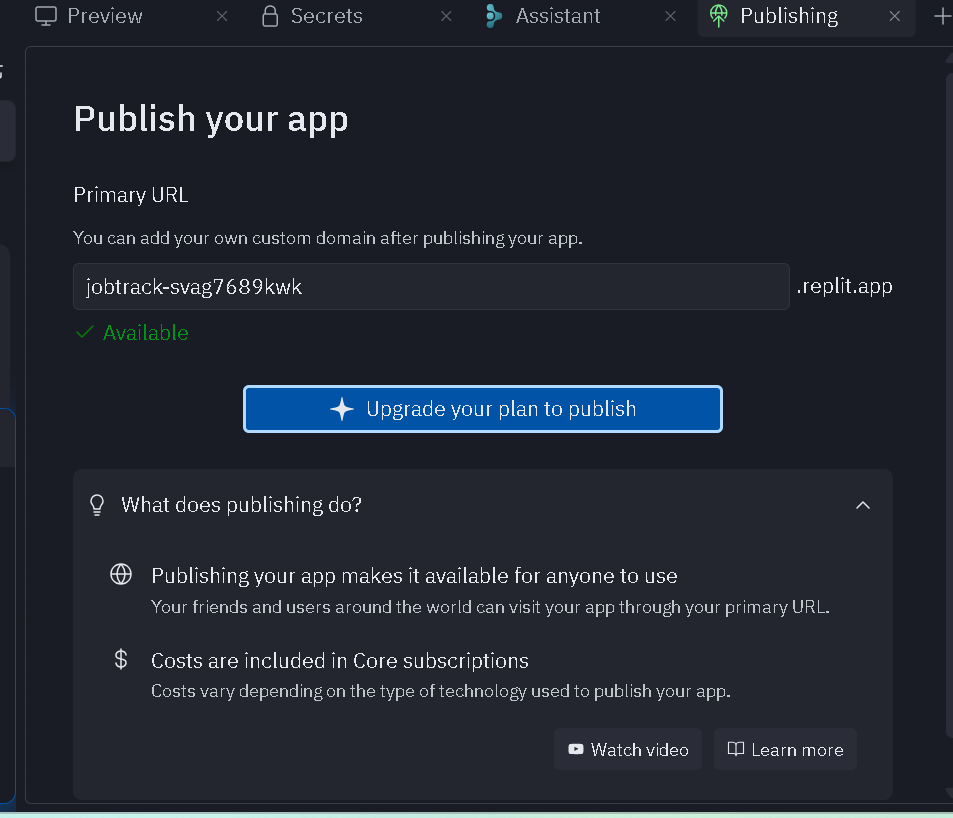 Preview
Secrets
Assistant
Publishing
Publish your app
Primary URL
You can add your own custom domain after publishing your app.
jobtrack-svag7689kwk .replit.app
Available
Upgrade your plan to publish
What does publishing do?
Publishing your app makes it available for anyone to use
Your friends and users around the world can visit your app through your primary URL.
$ Costs are included in Core subscriptions
Costs vary depending on the type of technology used to publish your app.
Watch video
Learn more